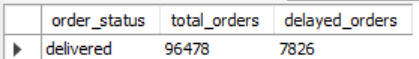 order_status total_orders delayed_orders
delivered 96478 7826